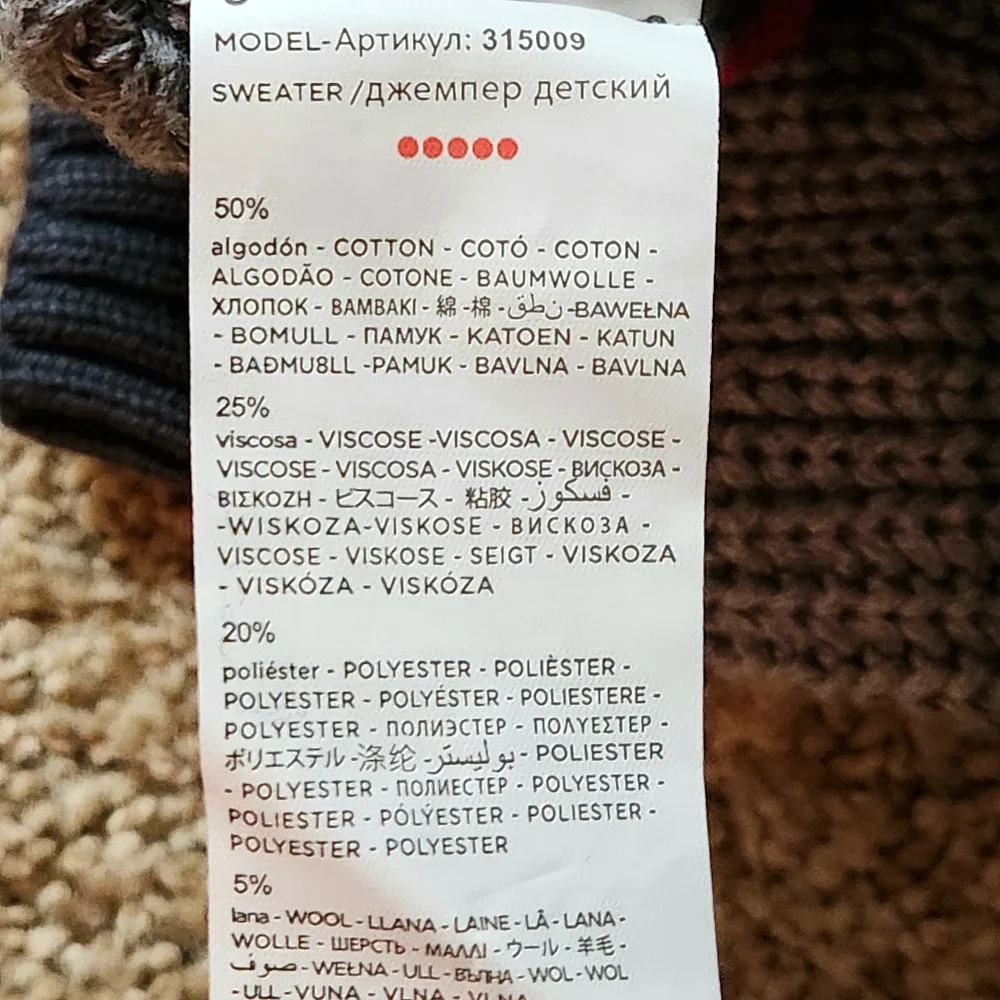 MODEL-Артикул: 315009
SWEATER /джемпер детский
50%
algodón - COTTON - COTÓ - COTON -
ALGODÃO - COTONE - BAUMWOLLE -
ХЛОПОК - BAMBAKI - 綿 -棉 - نطق -BAWEŁNA
- BOMULL - ПАМУК - KATOEN - KATUN
- BAÐMU8LL -PAMUK - BAVLNA - BAVLNA
25%
viscosa - VISCOSE -VISCOSA - VISCOSE -
VISCOSE - VISCOSA - VISKOSE - ВИСКОЗА -
ΒΙΣΚΟΖΗ - ビスコース - 粘胶 - فسكوز -
-WISKOZA-VISKOSE - ВИСКОЗА -
VISCOSE - VISKOSE - SEIGT - VISKOZA
- VISKÓZA - VISKÓZA
20%
poliéster - POLYESTER - POLIÈSTER -
POLYESTER - POLYÉSTER - POLIESTERE -
POLYESTER - ПОЛИЭСТЕР - ΠΟΛΥΕΣΤΕΡ -
ポリエステル -涤纶 -بوليستر - POLIESTER
- POLYESTER - ПОЛИЕСТЕР - POLYESTER -
POLIESTER - PÓLÝESTER - POLIESTER -
POLYESTER - POLYESTER
5%
lana - WOOL - LLANA - LAINE - LÃ - LANA -
WOLLE - ШЕРСТЬ - ΜΑΛΛΙ - ウール - 羊毛 -
صوف - WEŁNA - ULL - ВЪЛНА - WOL - WOL
- ULL - VUNA - VLNA - VLNA